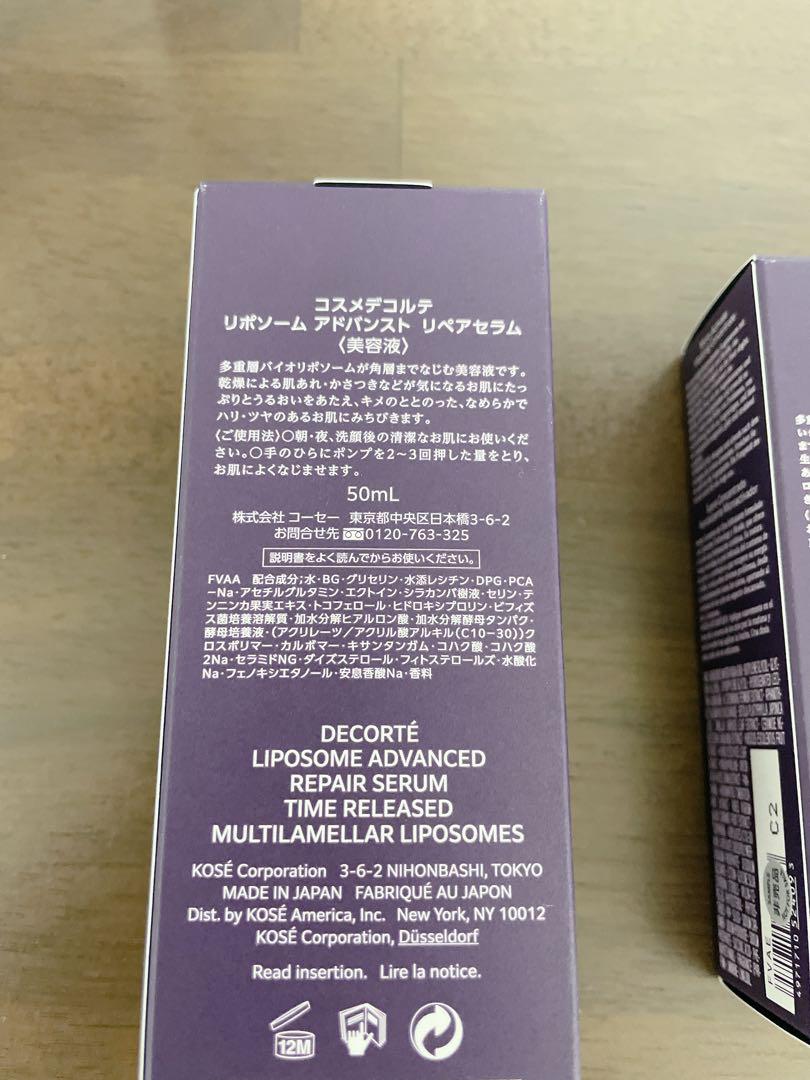 コスメデコルテ
リポソーム アドバンスト リペアセラム
〈美容液〉
多重層バイオリポソームが角層までなじむ美容液です。
乾燥による肌あれ・かさつきなどが気になるお肌にたっ
ぷりとうるおいをあたえ、キメのととのった、なめらかで
ハリ・ツヤのあるお肌にみちびきます。
〈ご使用法〉○朝・夜、洗顔後の清潔なお肌にお使いくだ
さい。○手のひらにポンプを2〜3回押した量をとり、
お肌によくなじませます。
50mL
株式会社 コーセー 東京都中央区日本橋3-6-2
お問合せ先 0120-763-325
説明書をよく読んでからお使いください。
FVAA 配合成分;水・BG・グリセリン・水添レシチン・DPG・PCA
-Na・アセチルグルタミン・エクトイン・シラカンバ樹液・セリン・テ
ンニンカ果実エキス・トコフェロール・ヒドロキシプロリン・ビフィズ
ス菌培養溶解質・加水分解ヒアルロン酸・加水分解酵母タンパク・
酵母培養液・(アクリレーツ/アクリル酸アルキル(C10-30))ク
ロスポリマー・カルボマー・キサンタンガム・コハク酸・コハク酸
2Na・セラミドNG・ダイズステロール・フィトステロールズ・水酸化
Na・フェノキシエタノール・安息香酸Na・香料
DECORTÉ
LIPOSOME ADVANCED
REPAIR SERUM
TIME RELEASED
MULTILAMELLAR LIPOSOMES
KOSÉ Corporation 3-6-2 NIHONBASHI, TOKYO
MADE IN JAPAN FABRIQUÉ AU JAPON
Dist. by KOSÉ America, Inc. New York, NY 10012
KOSÉ Corporation, Düsseldorf
Read insertion. Lire la notice.
12M
FVAE
非売品
C2